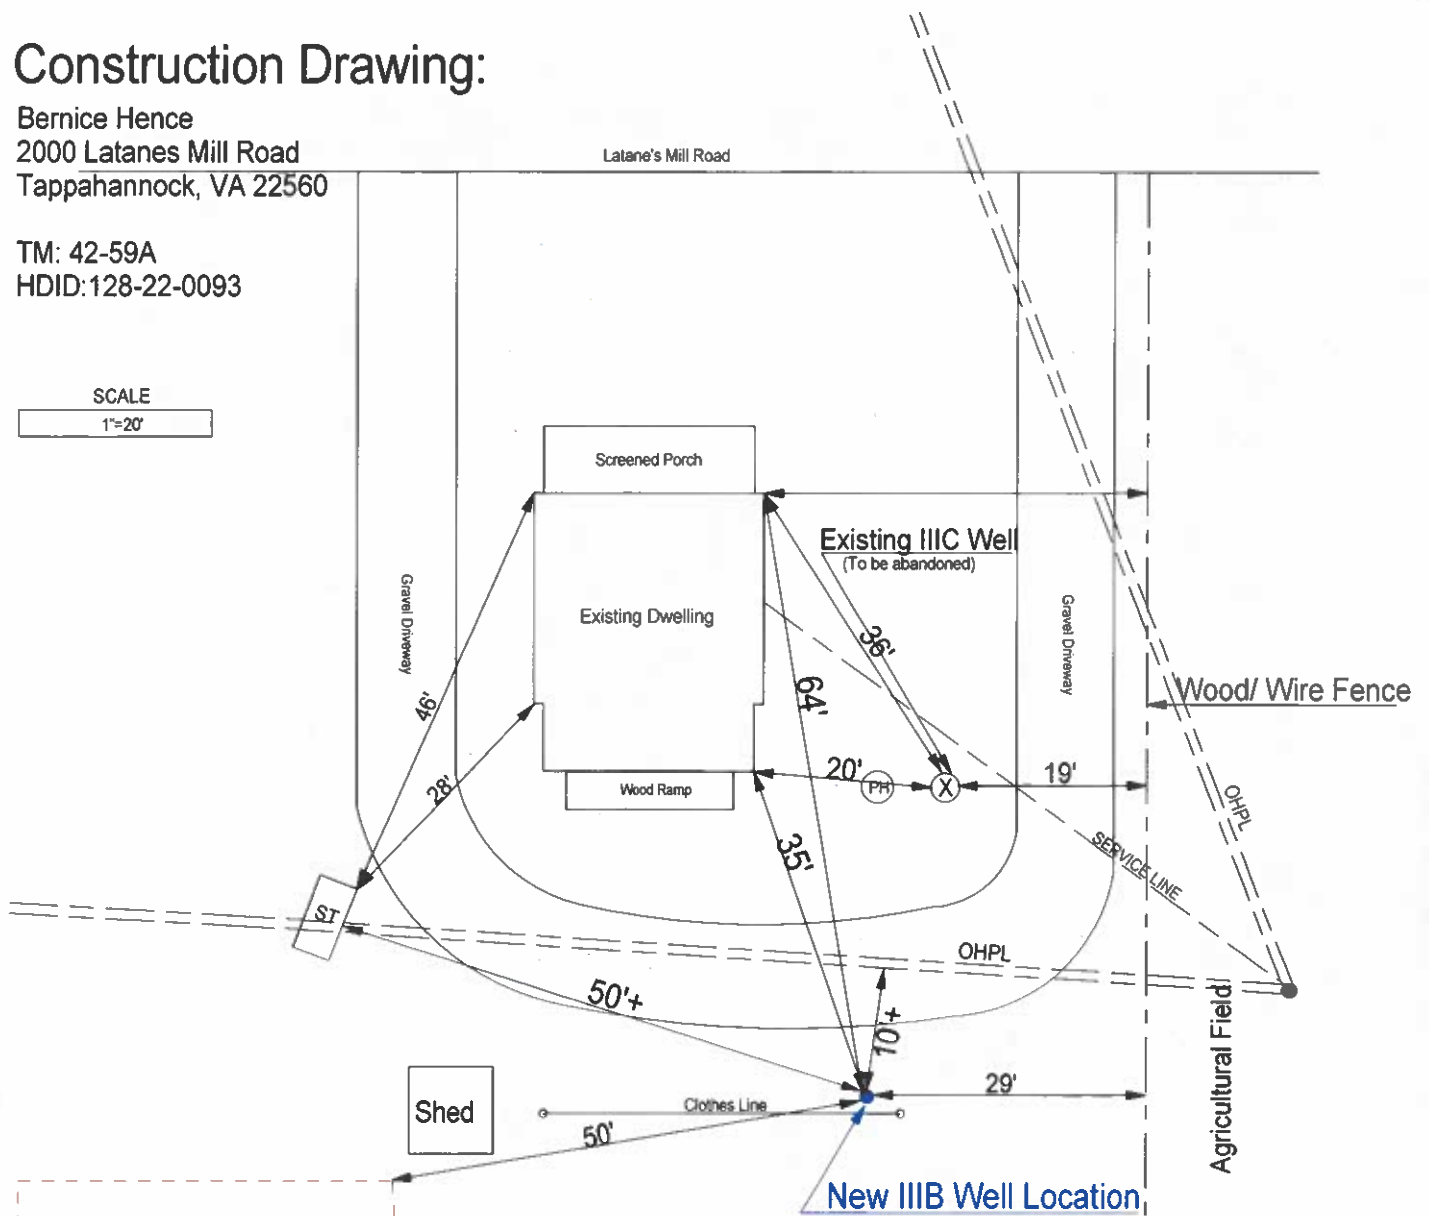 Construction Drawing:
Bernice Hence
2000 Latanes Mill Road
Tappahannock, VA 22560
TM: 42-59A
HDID:128-22-0093
SCALE
1"=20'
Latane's Mill Road
Screened Porch
Existing IIIC Well
(To be abandoned)
Gravel Driveway
Existing Dwelling
Gravel Driveway
36'
64'
46'
Wood/ Wire Fence
28'
Wood Ramp
20'
PH
X
19'
OHPL
35'
SERVICE LINE
ST
OHPL
50'+
10'+
Agricultural Field
29'
Shed
Clothes Line
50'
New IIIB Well Location